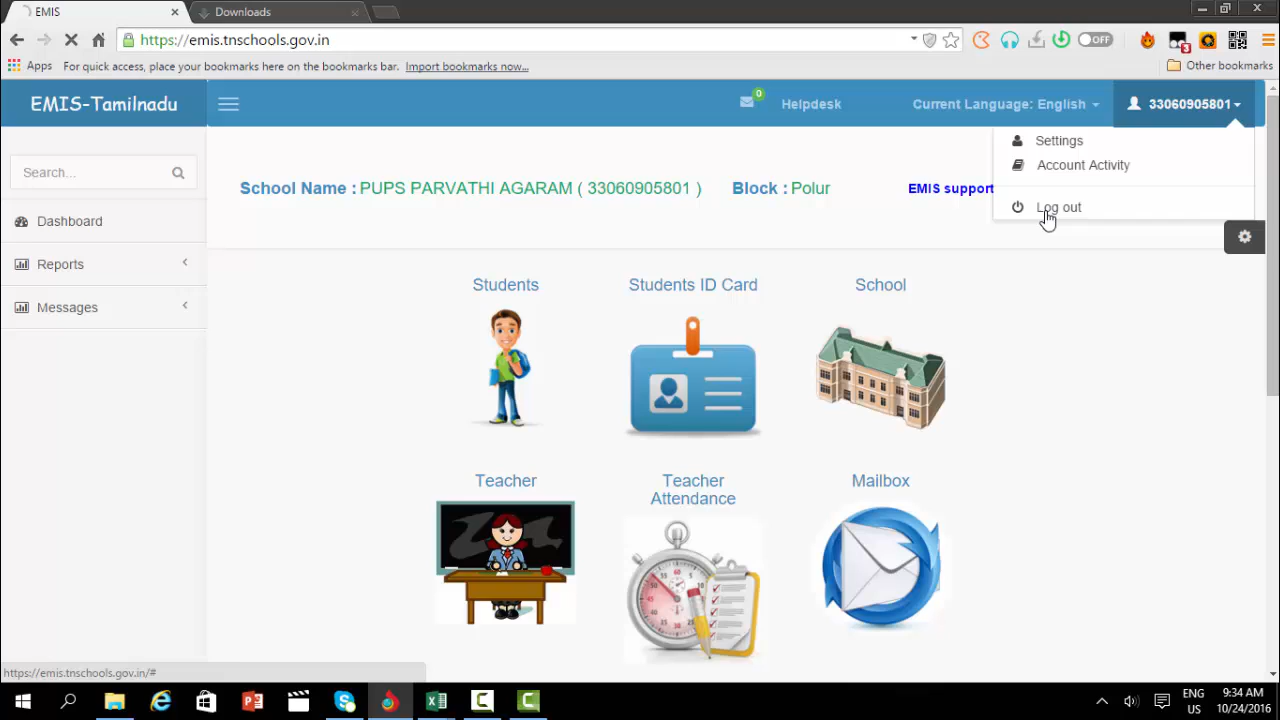 EMIS
Downloads
https://emis.tnschools.gov.in
OFF
3
Apps
For quick access, place your bookmarks here on the bookmarks bar. Import bookmarks now...
Other bookmarks
EMIS-Tamilnadu
0
Helpdesk
Current Language: English
33060905801
Settings
Account Activity
Log out
Search...
School Name : PUPS PARVATHI AGARAM ( 33060905801 )
Block : Polur
EMIS support
Dashboard
Reports
Messages
Students
Students ID Card
School
Teacher
Teacher
Attendance
Mailbox
https://emis.tnschools.gov.in/#
ENG
US
9:34 AM
10/24/2016